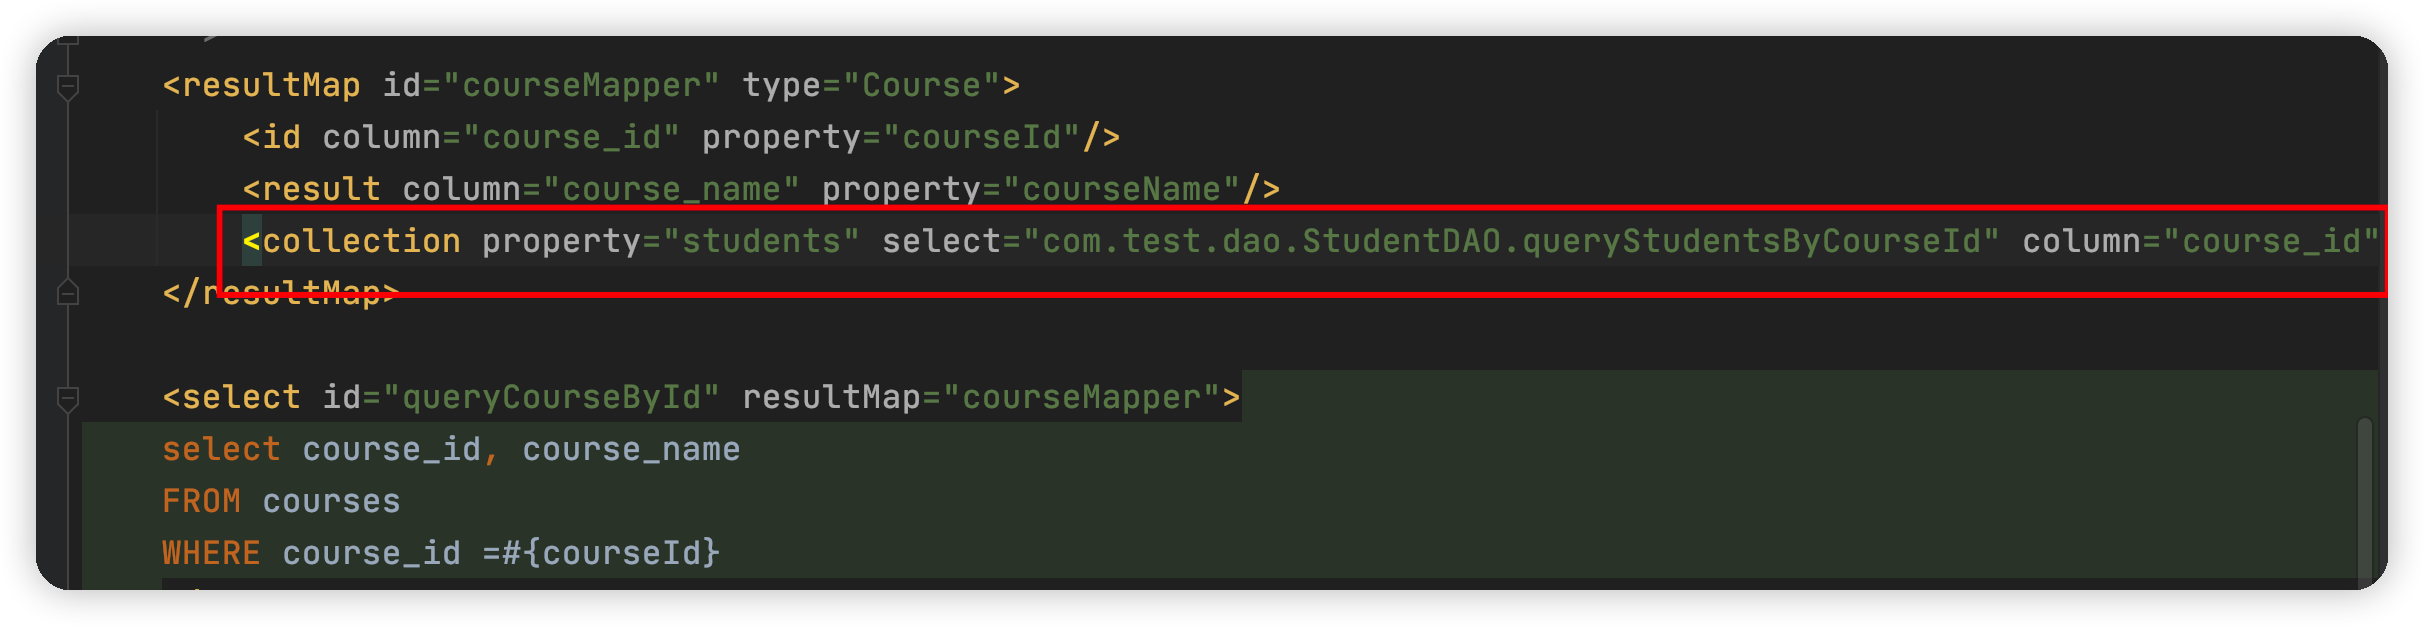 <resultMap id="courseMapper" type="Course">
<id column="course_id" property="courseId"/>
<result column="course_name" property="courseName"/>
<collection property="students" select="com.test.dao.StudentDAO.queryStudentsByCourseId" column="course_id"
</resultMap>
<select id="queryCourseById" resultMap="courseMapper">
select course_id, course_name
FROM courses
WHERE course_id =#{courseId}